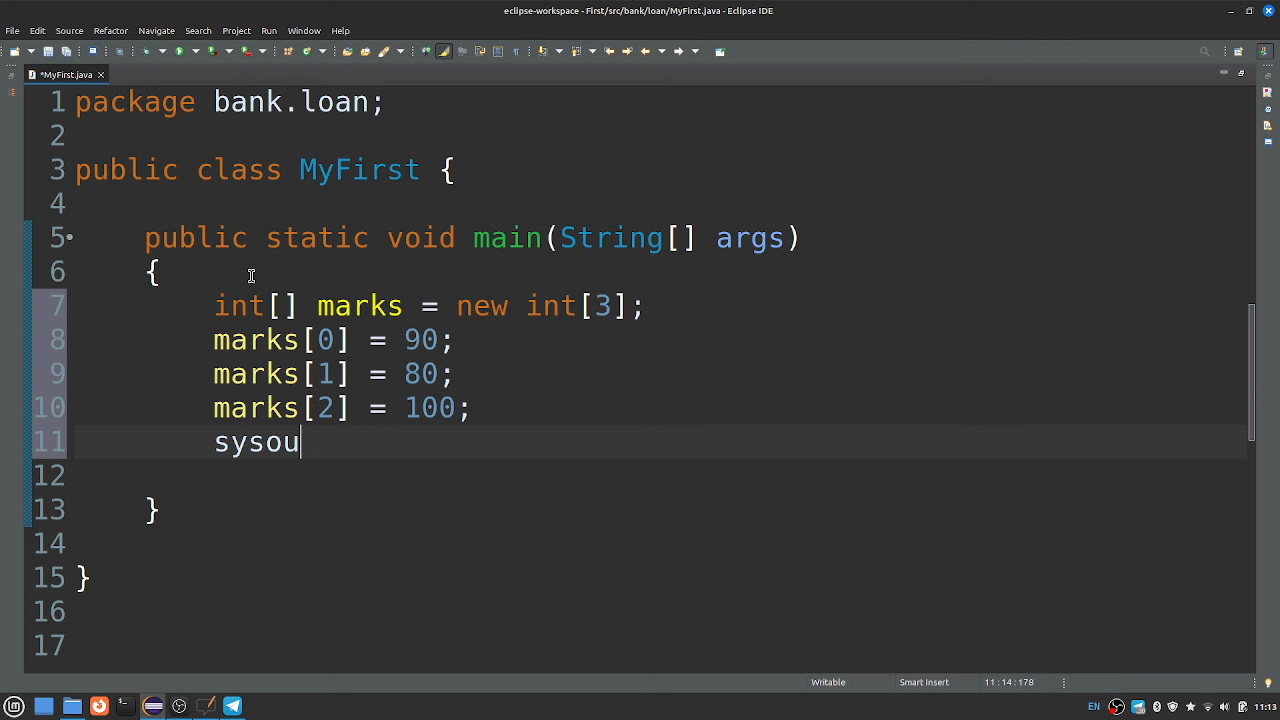 eclipse-workspace - First/src/bank/loan/MyFirst.java - Eclipse IDE
File Edit Source Refactor Navigate Search Project Run Window Help
*MyFirst.java
1 package bank.loan;
2
3 public class MyFirst {
4
5 public static void main(String[] args)
6 {
7 int[] marks = new int[3];
8 marks[0] = 90;
9 marks[1] = 80;
10 marks[2] = 100;
11 sysou
12
13 }
14
15 }
16
17
Writable Smart Insert 11 : 14 : 178
EN 11:13